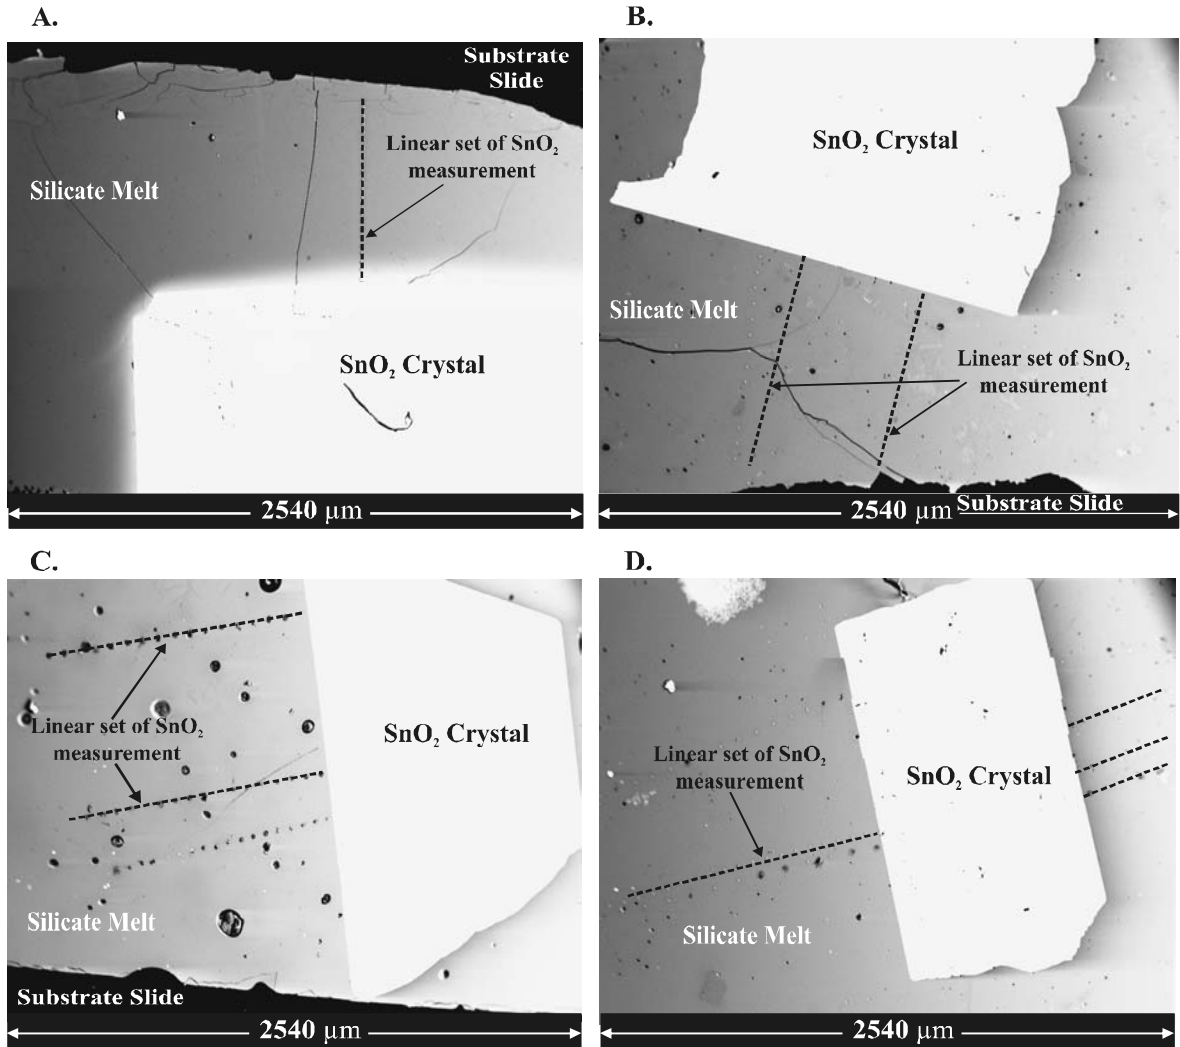 A.
Substrate
Slide
Linear set of SnO₂
measurement
Silicate Melt
SnO₂ Crystal
2540 µm
B.
SnO₂ Crystal
Silicate Melt
Linear set of SnO₂
measurement
2540 µm
Substrate Slide
C.
Linear set of SnO₂
measurement
SnO₂ Crystal
Silicate Melt
Substrate Slide
2540 µm
D.
Linear set of SnO₂
measurement
SnO₂ Crystal
Silicate Melt
2540 µm